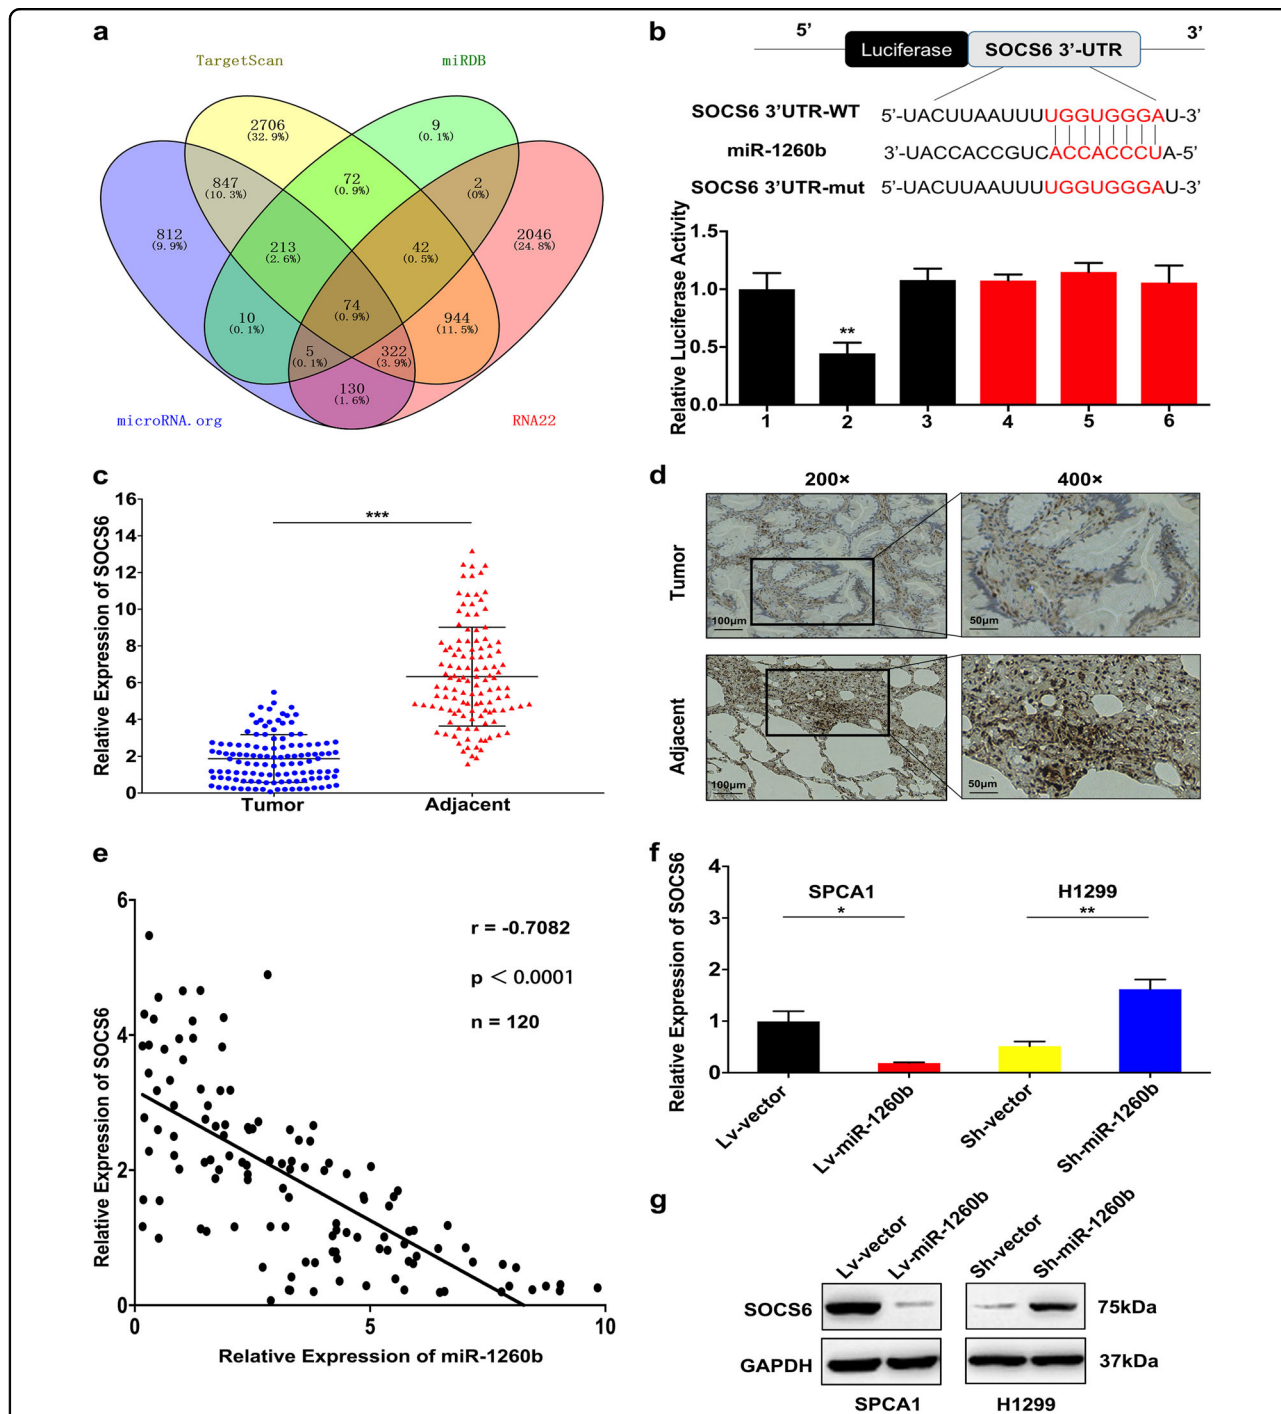 a
TargetScan
miRDB
2706
(32.9%)
9
(0.1%)
847
(10.3%)
72
(0.9%)
2
(0%)
812
(9.9%)
213
(2.6%)
42
(0.5%)
2046
(24.8%)
10
(0.1%)
74
(0.9%)
944
(11.5%)
5
(0.1%)
322
(3.9%)
130
(1.6%)
microRNA.org
RNA22
b
5’
3’
Luciferase
SOCS6 3’-UTR
SOCS6 3’UTR-WT 5’-UACUUAAUUUUGGUGGGAU-3’
miR-1260b 3’-UACCACCGUCACCACCCUA-5’
SOCS6 3’UTR-mut 5’-UACUUAAUUUUGGUGGGAU-3’
Relative Luciferase Activity
1.5
1.0
0.5
0.0
**
1 2 3 4 5 6
c
Relative Expression of SOCS6
16
14
12
10
8
6
4
2
0
***
Tumor Adjacent
d
200× 400×
Tumor
100μm
50μm
Adjacent
100μm
50μm
e
Relative Expression of SOCS6
6
4
2
0
r = -0.7082
p < 0.0001
n = 120
0 5 10
Relative Expression of miR-1260b
f
Relative Expression of SOCS6
4
3
2
1
0
SPCA1 H1299
* **
Lv-vector
Lv-miR-1260b
Sh-vector
Sh-miR-1260b
g
Lv-vector
Lv-miR-1260b
Sh-vector
Sh-miR-1260b
SOCS6 75kDa
GAPDH 37kDa
SPCA1 H1299